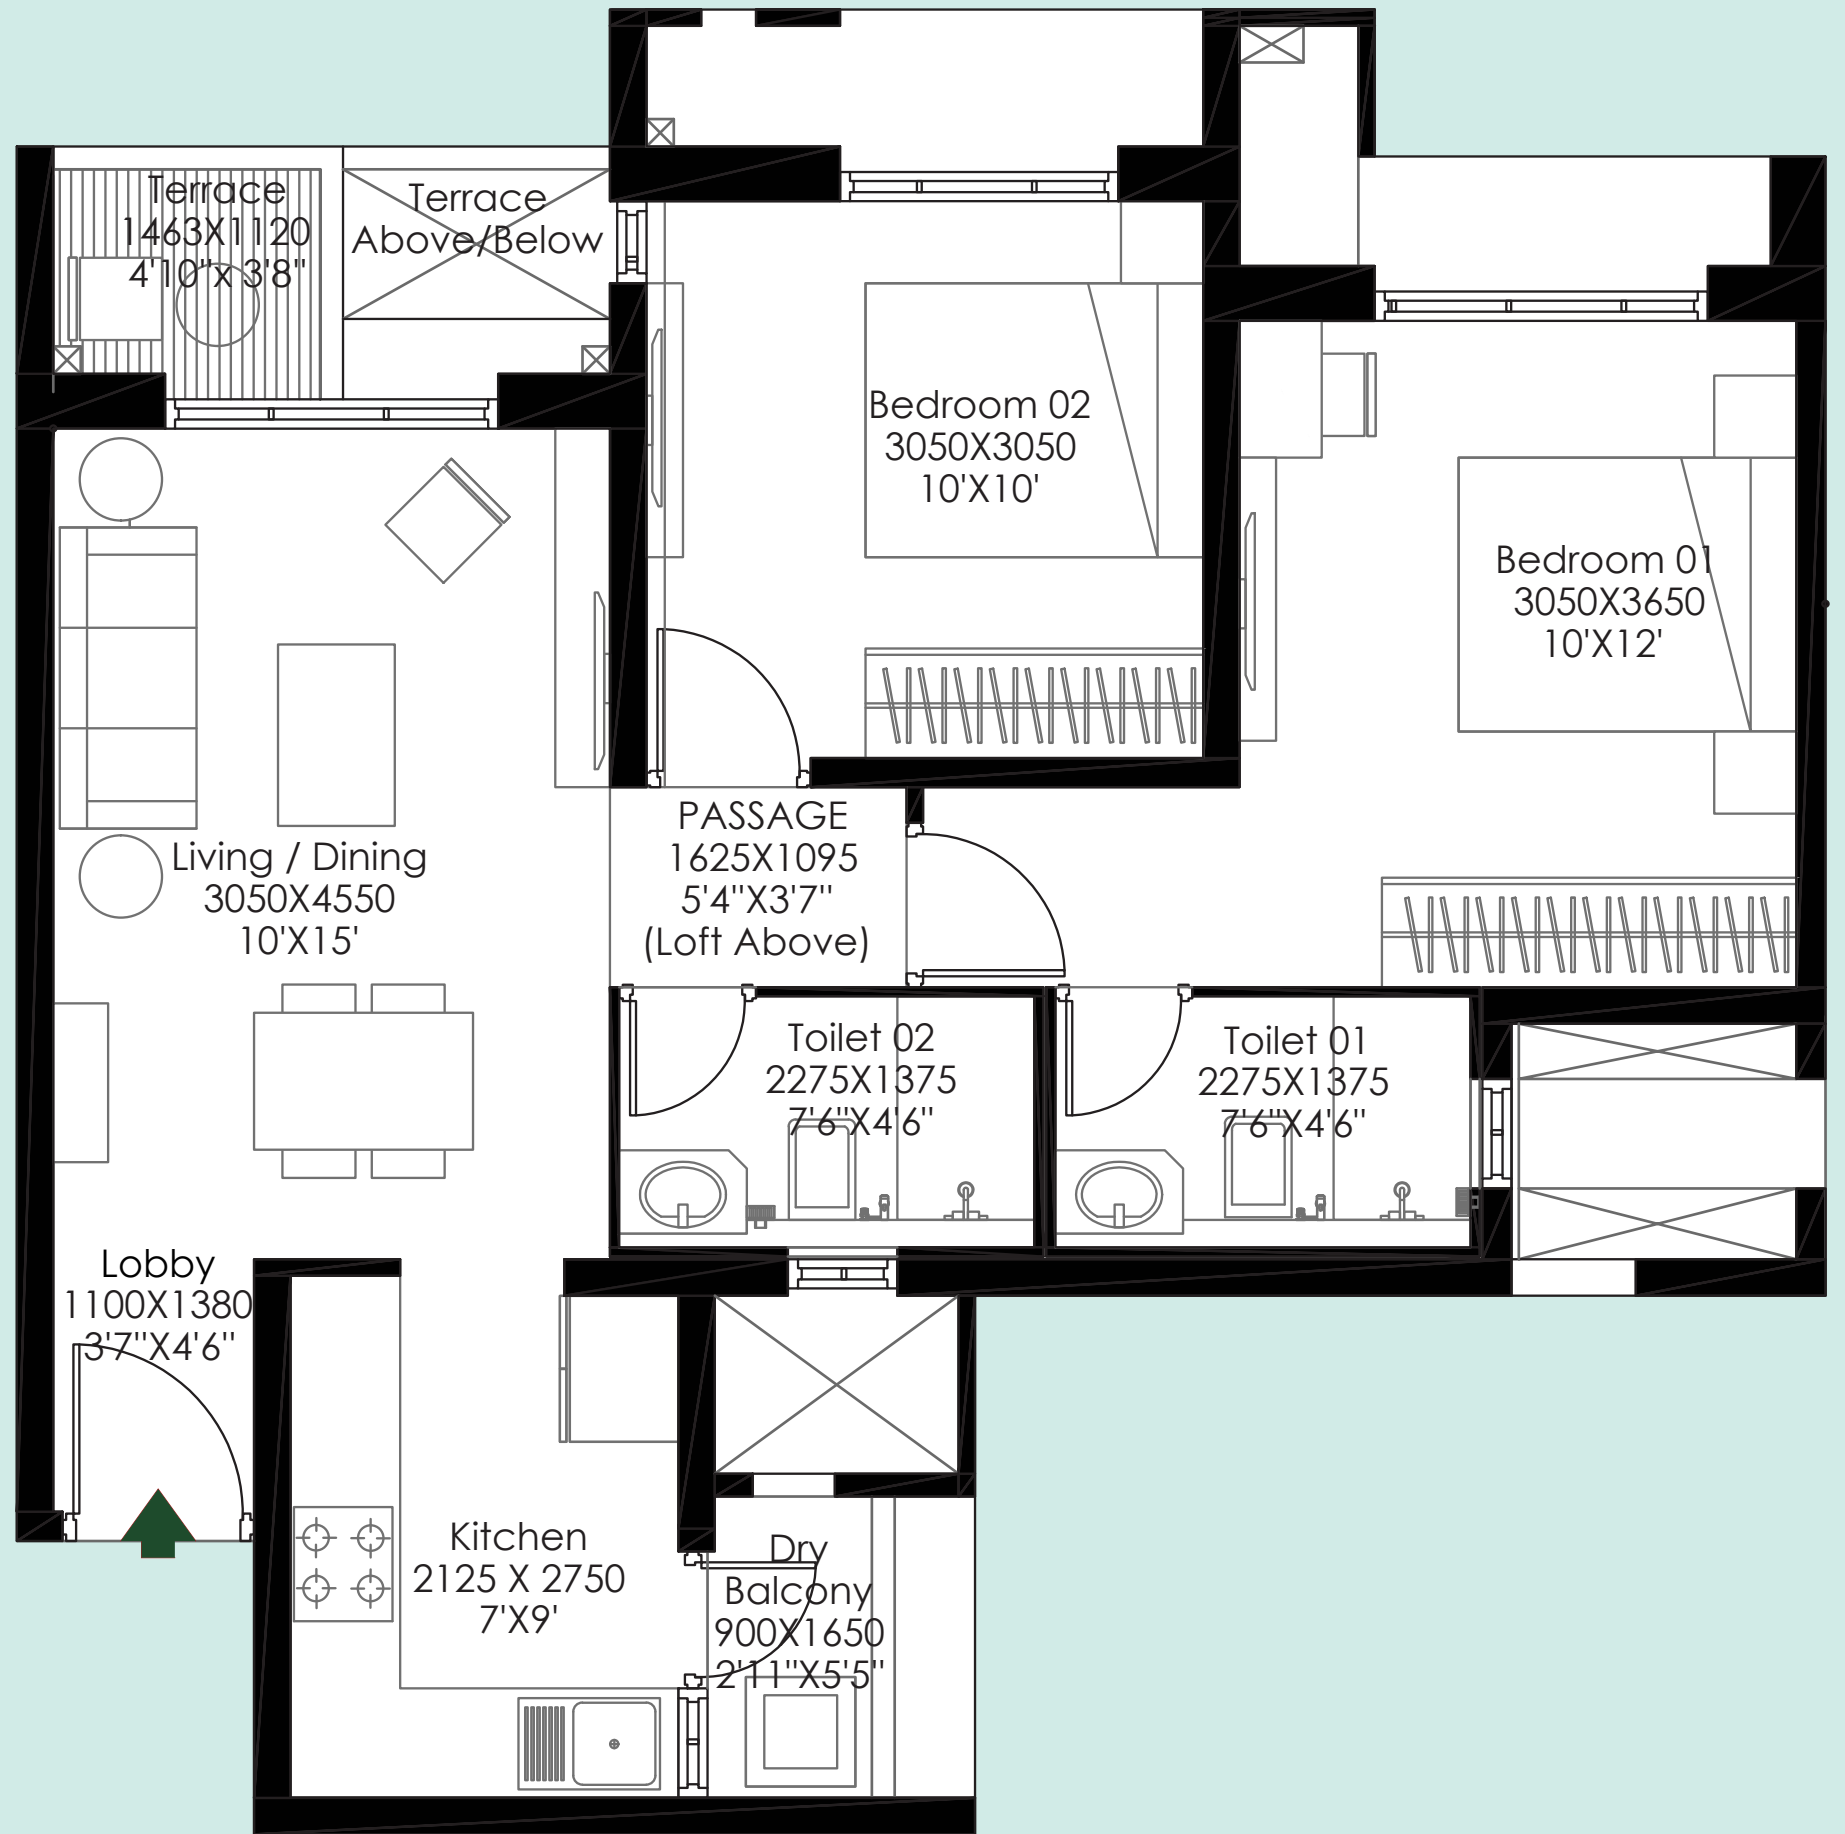 Terrace
1463X1120
4'10"x 3'8"
Terrace
Above/Below
Bedroom 02
3050X3050
10'X10'
Bedroom 01
3050X3650
10'X12'
PASSAGE
1625X1095
5'4"X3'7"
(Loft Above)
Living / Dining
3050X4550
10'X15'
Toilet 02
2275X1375
7'6"X4'6"
Toilet 01
2275X1375
7'6"X4'6"
Lobby
1100X1380
3'7"X4'6"
Kitchen
2125 X 2750
7'X9'
Dry
Balcony
900X1650
2'11"X5'5"